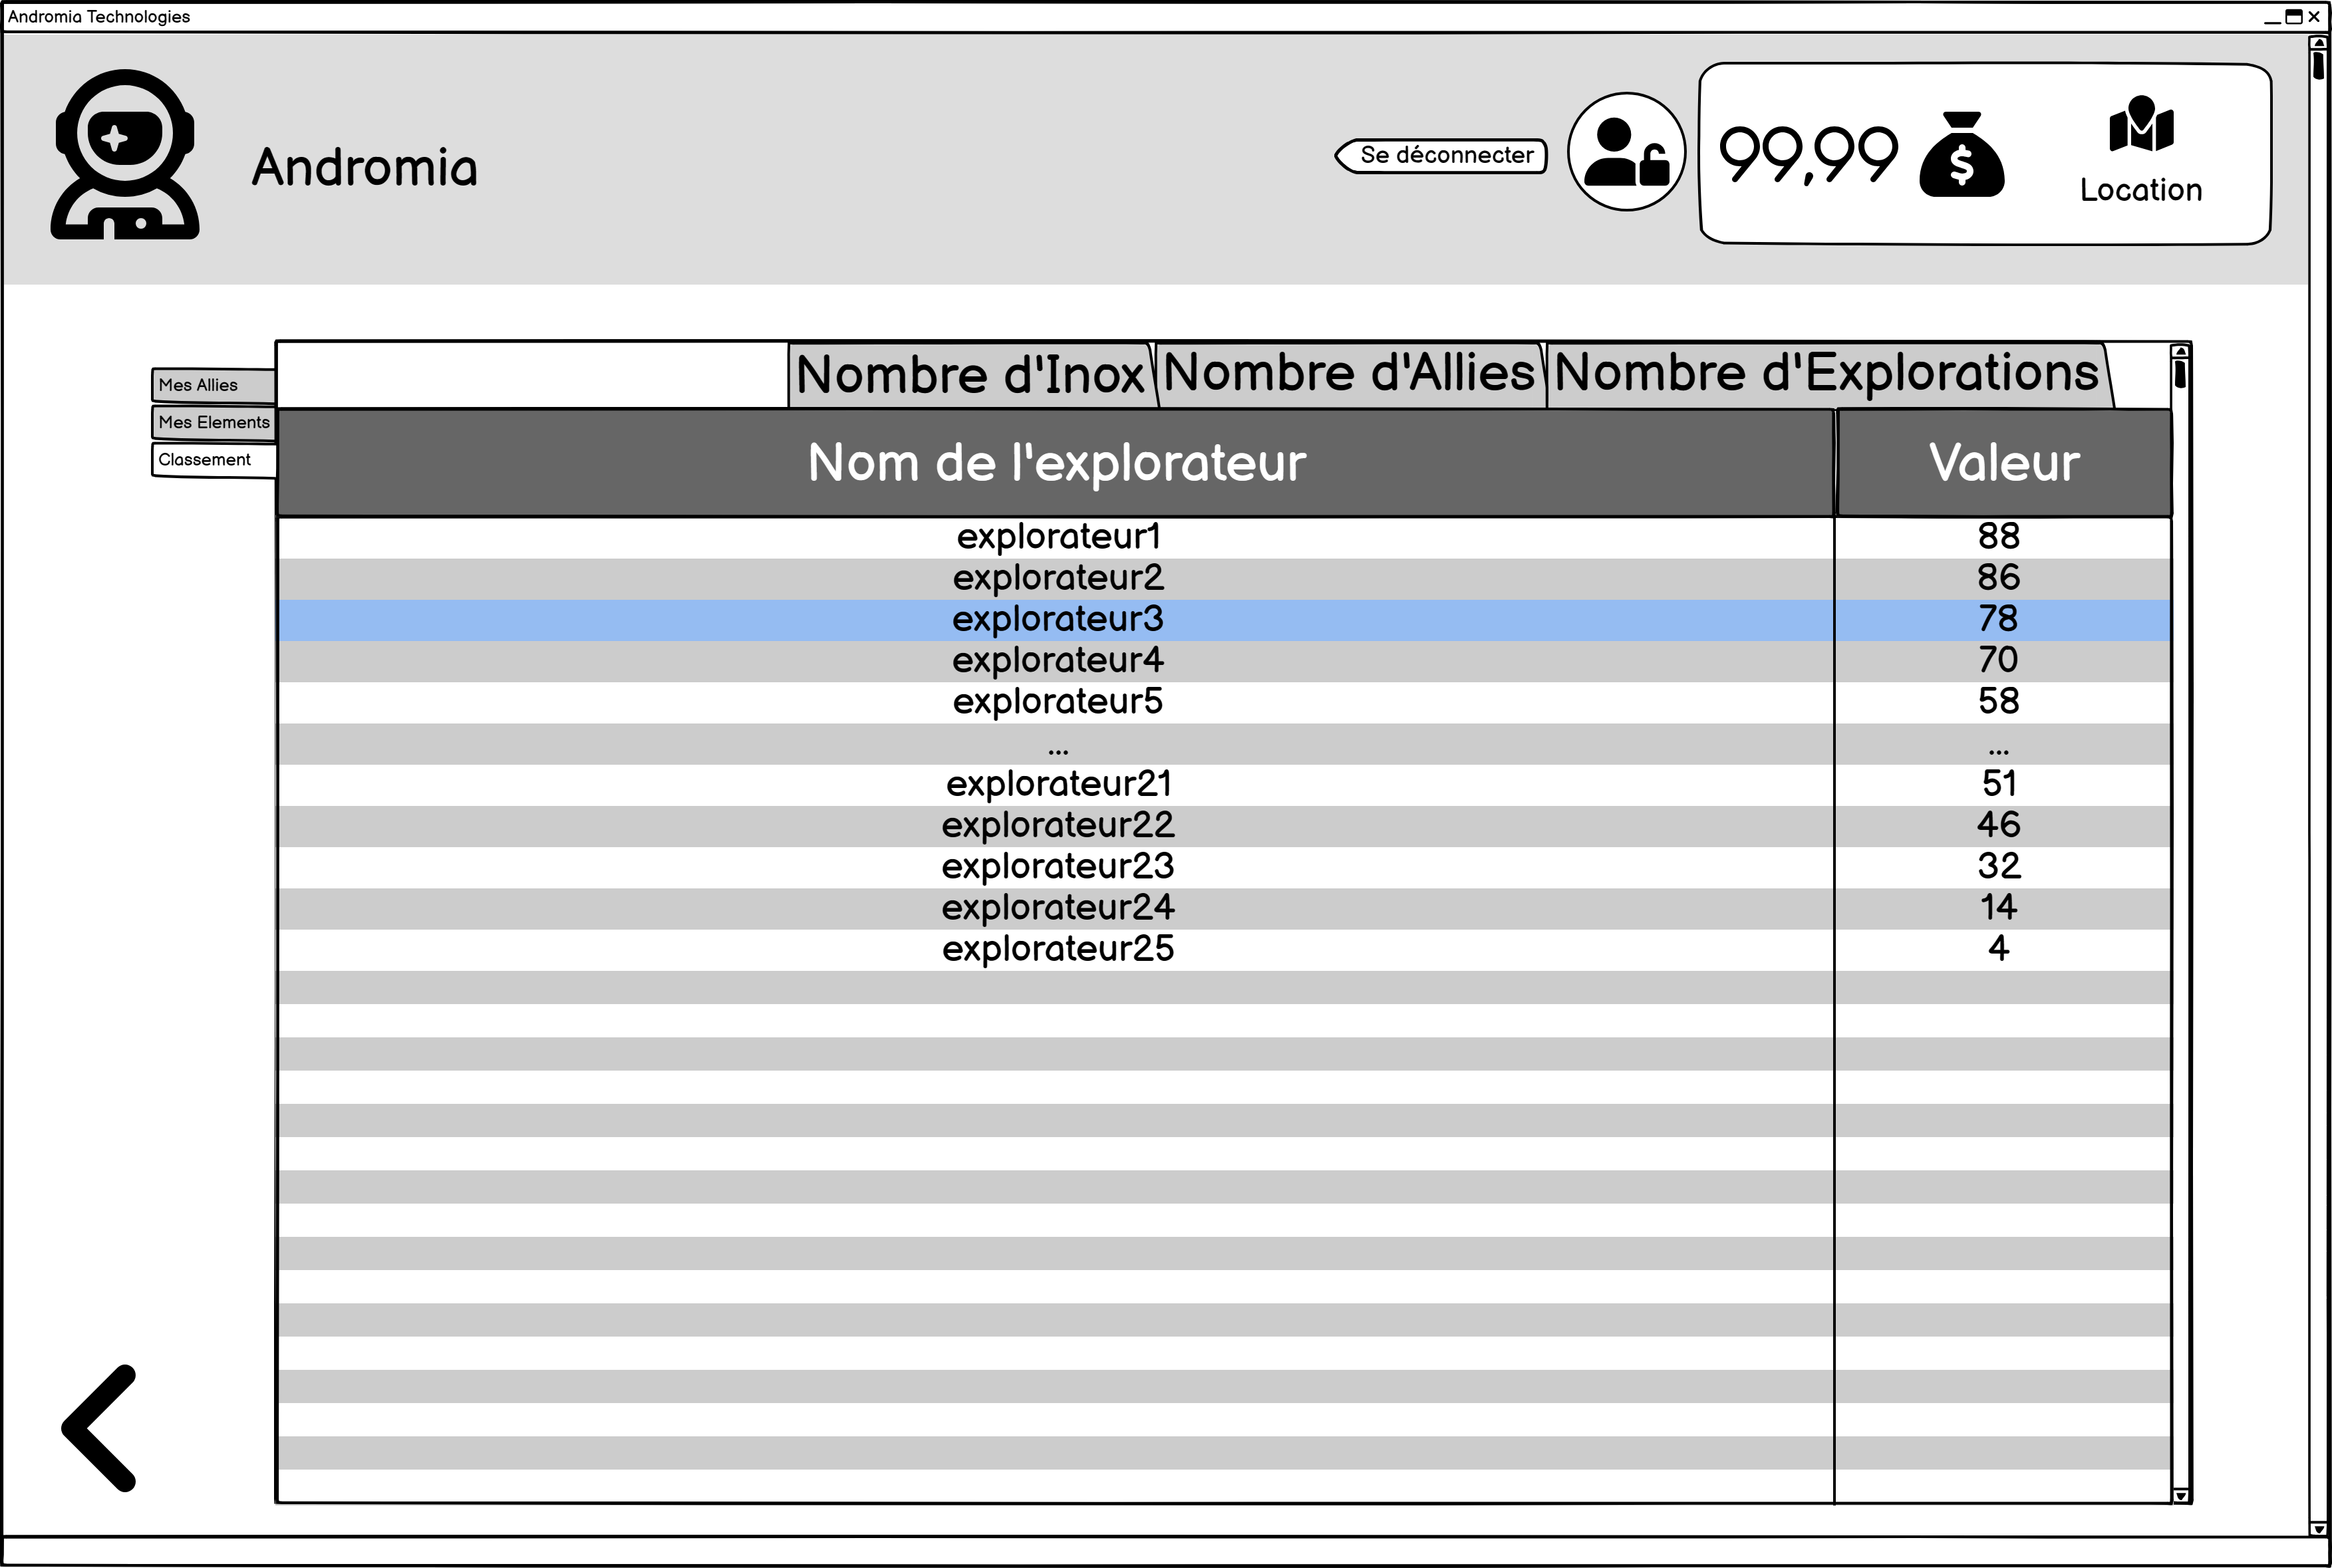 Andromia Technologies
Andromia
Se déconnecter
99,99
Location
Mes Allies
Mes Elements
Classement
Nombre d'Inox Nombre d'Allies Nombre d'Explorations
Nom de l'explorateur Valeur
explorateur1 88
explorateur2 86
explorateur3 78
explorateur4 70
explorateur5 58
... ...
explorateur21 51
explorateur22 46
explorateur23 32
explorateur24 14
explorateur25 4